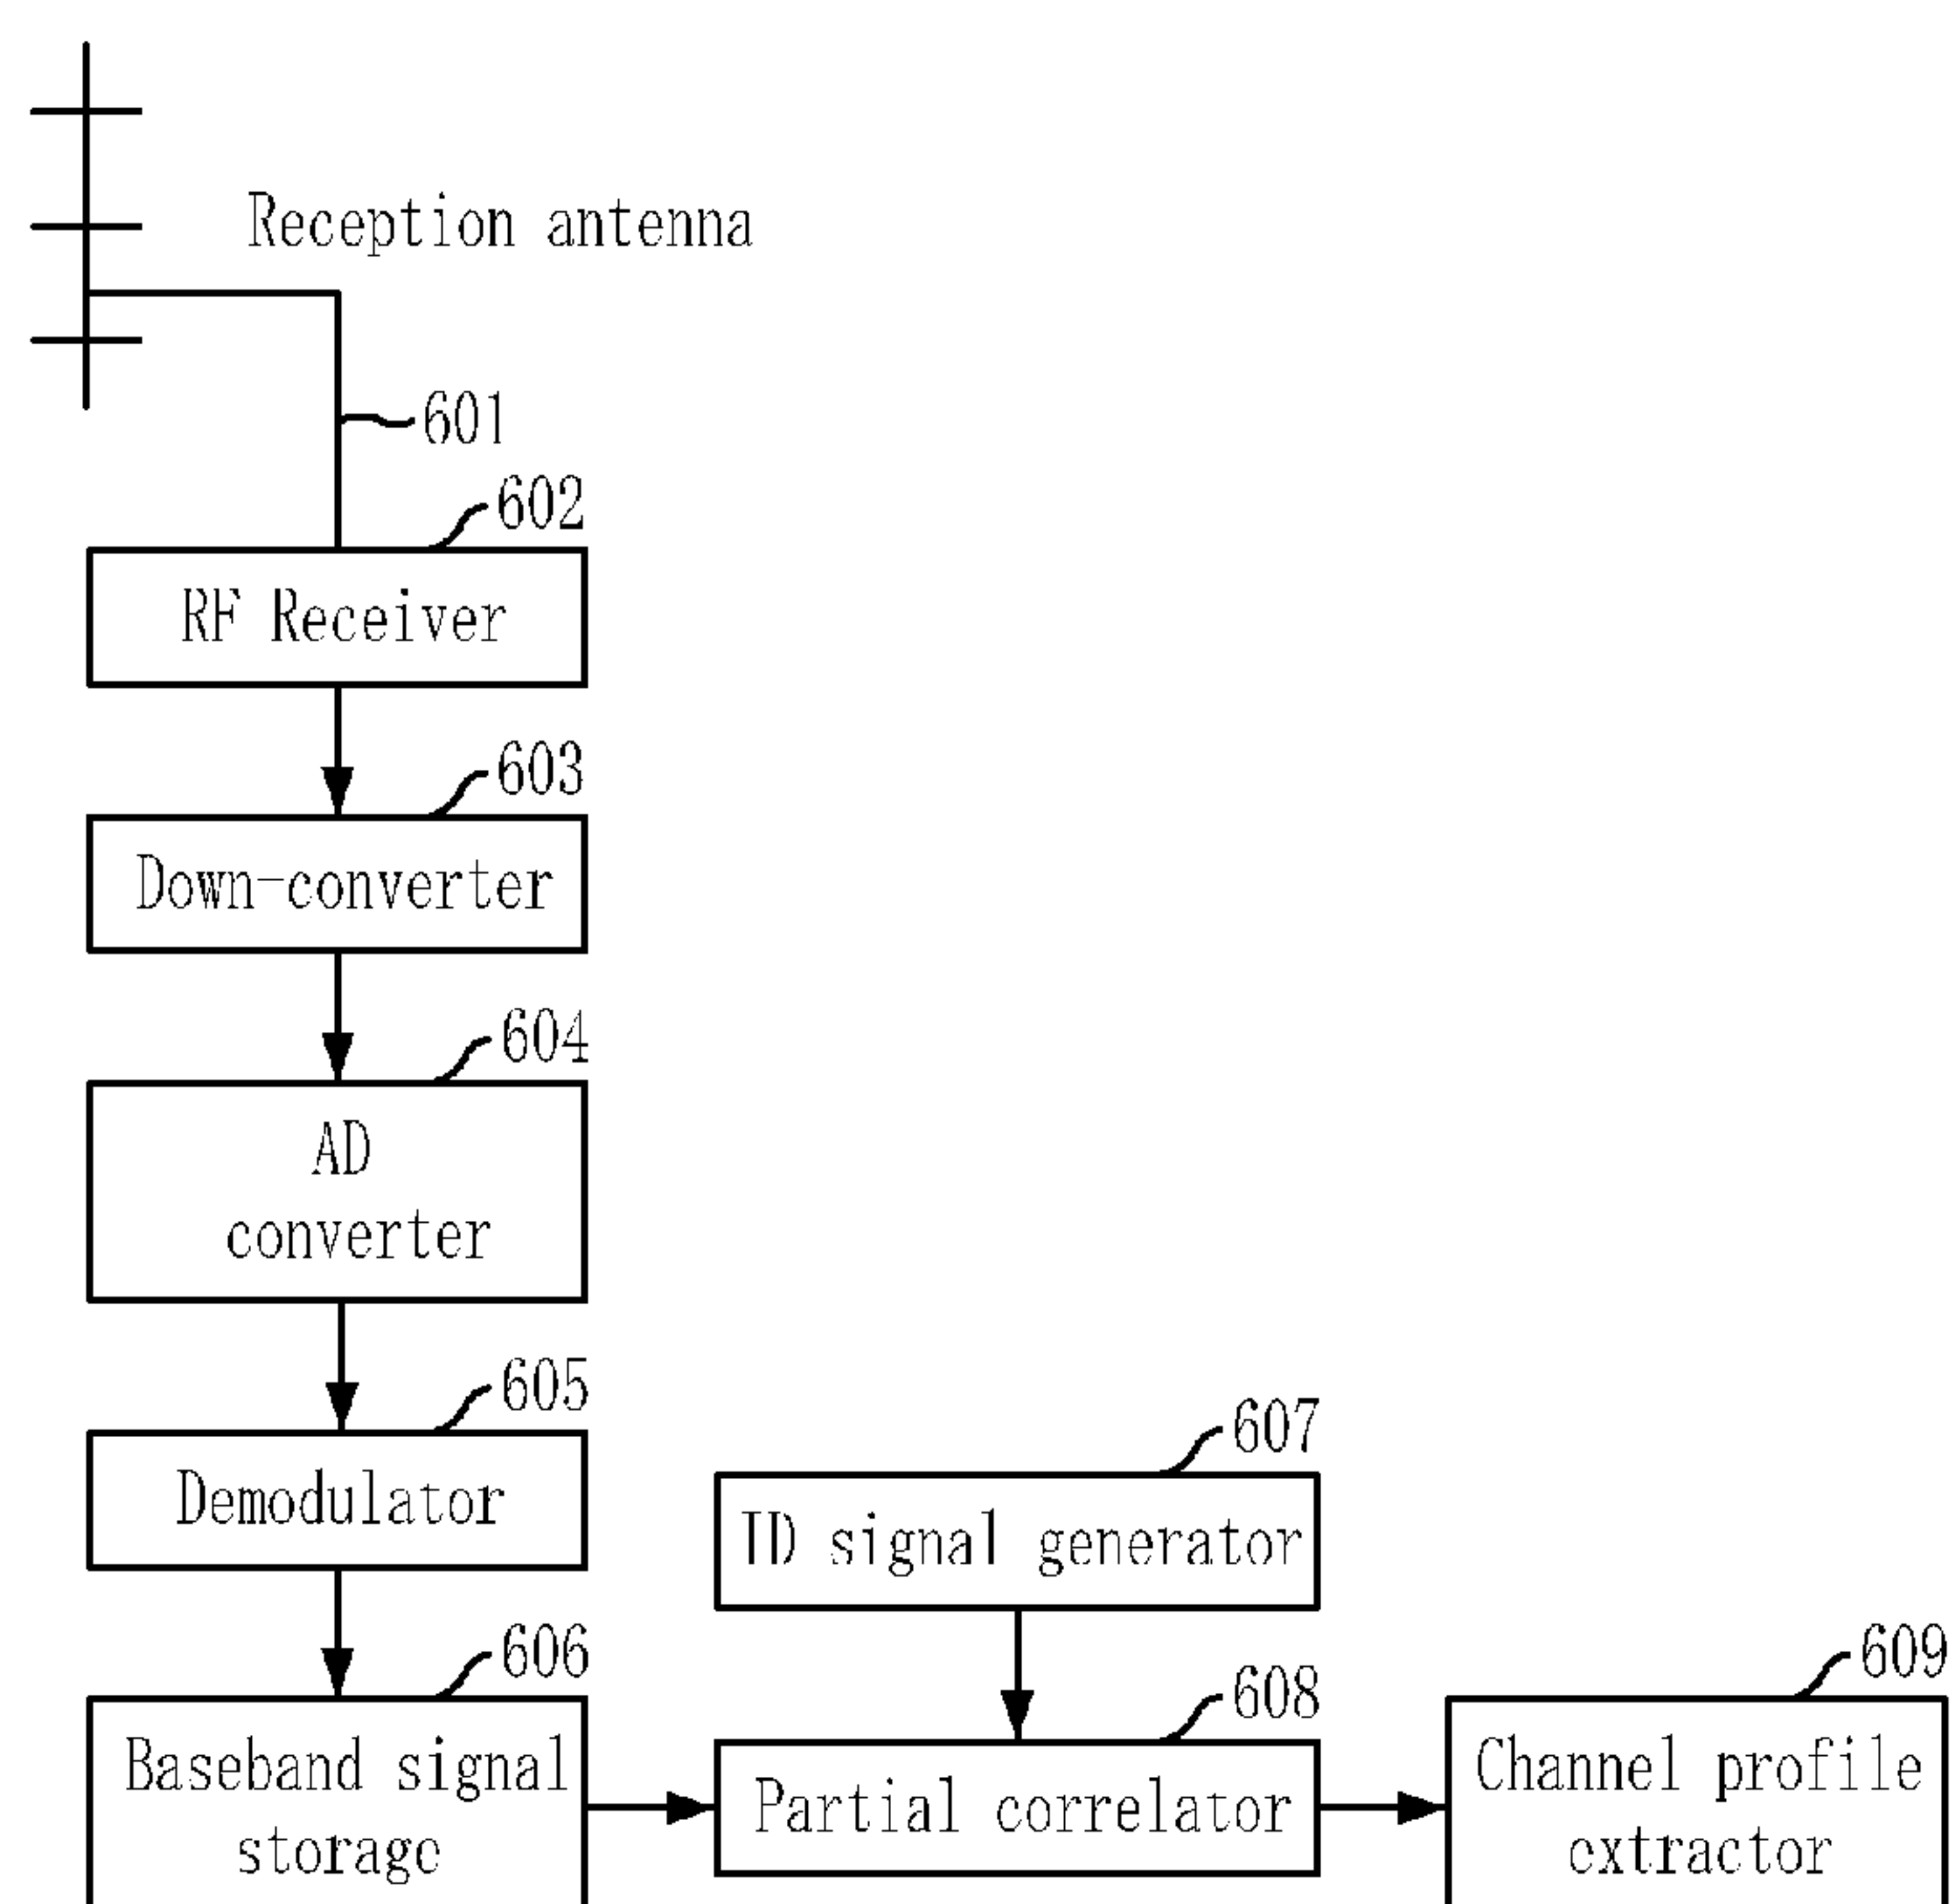 Reception antenna
601
602
RF Receiver
603
Down-converter
604
AD
converter
605
Demodulator
607
ID signal generator
606
Baseband signal
storage
608
Partial correlator
609
Channel profile
extractor